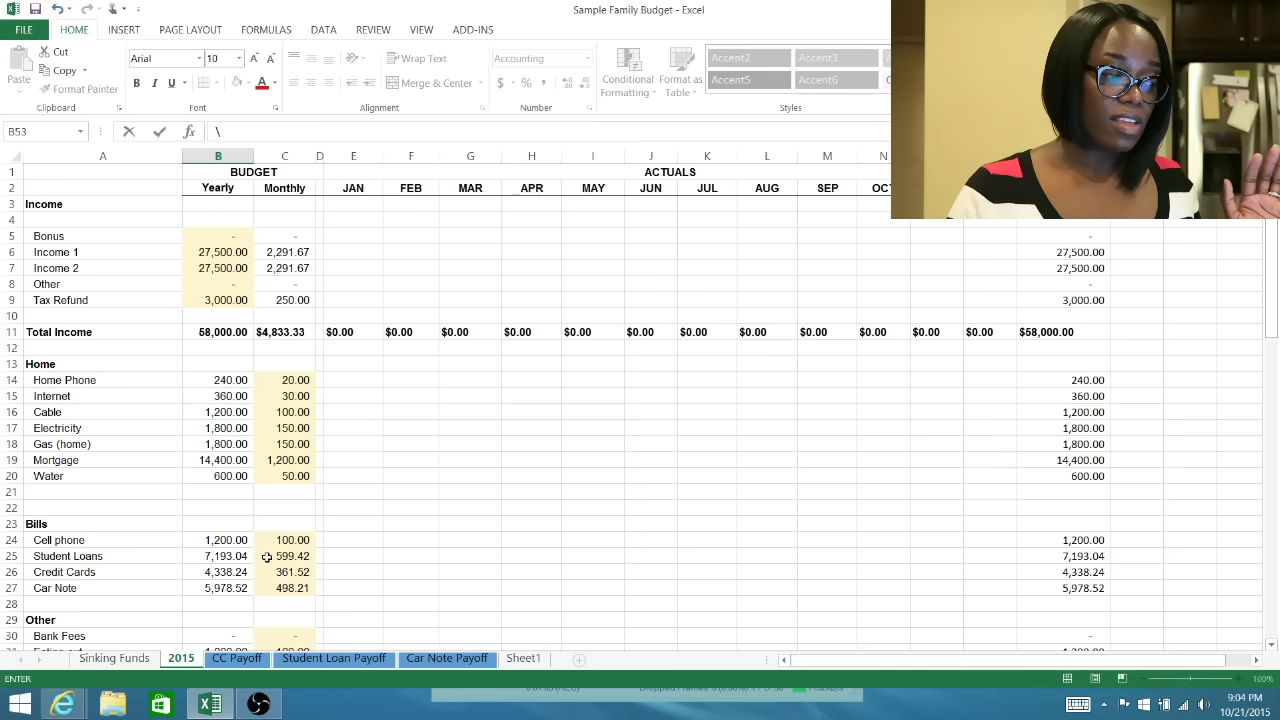 Sample Family Budget - Excel
FILE HOME INSERT PAGE LAYOUT FORMULAS DATA REVIEW VIEW ADD-INS
Paste
Cut
Copy
Format Painter
Clipboard
Arial 10
B I U
Font
Wrap Text
Merge & Center
Alignment
Accounting
$ % ,
Number
Conditional Formatting
Format as Table
Accent2 Accent3
Accent5 Accent6
Styles
B53 fx \
A B C D E F G H I J K L M N
1 BUDGET ACTUALS
2 Yearly Monthly JAN FEB MAR APR MAY JUN JUL AUG SEP
3 Income
4
5 Bonus - - -
6 Income 1 27,500.00 2,291.67 27,500.00
7 Income 2 27,500.00 2,291.67 27,500.00
8 Other - - -
9 Tax Refund 3,000.00 250.00 3,000.00
10
11 Total Income 58,000.00 $4,833.33 $0.00 $0.00 $0.00 $0.00 $0.00 $0.00 $0.00 $0.00 $0.00 $0.00 $0.00 $0.00 $58,000.00
12
13 Home
14 Home Phone 240.00 20.00 240.00
15 Internet 360.00 30.00 360.00
16 Cable 1,200.00 100.00 1,200.00
17 Electricity 1,800.00 150.00 1,800.00
18 Gas (home) 1,800.00 150.00 1,800.00
19 Mortgage 14,400.00 1,200.00 14,400.00
20 Water 600.00 50.00 600.00
21
22
23 Bills
24 Cell phone 1,200.00 100.00 1,200.00
25 Student Loans 7,193.04 599.42 7,193.04
26 Credit Cards 4,338.24 361.52 4,338.24
27 Car Note 5,978.52 498.21 5,978.52
28
29 Other
30 Bank Fees - - -
Sinking Funds 2015 CC Payoff Student Loan Payoff Car Note Payoff Sheet1
ENTER 100%
9:04 PM
10/21/2015